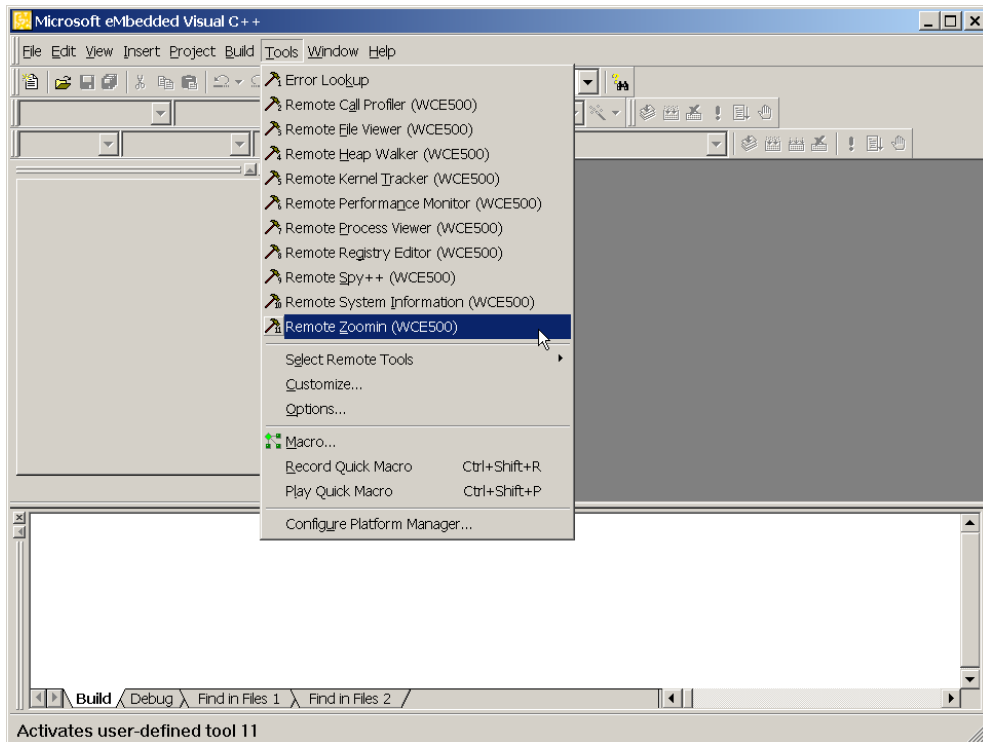 Microsoft eMbedded Visual C++
File Edit View Insert Project Build Tools Window Help
Error Lookup
Remote Call Profiler (WCE500)
Remote File Viewer (WCE500)
Remote Heap Walker (WCE500)
Remote Kernel Tracker (WCE500)
Remote Performance Monitor (WCE500)
Remote Process Viewer (WCE500)
Remote Registry Editor (WCE500)
Remote Spy++ (WCE500)
Remote System Information (WCE500)
Remote Zoomin (WCE500)
Select Remote Tools
Customize...
Options...
Macro...
Record Quick Macro Ctrl+Shift+R
Play Quick Macro Ctrl+Shift+P
Configure Platform Manager...
Build Debug Find in Files 1 Find in Files 2
Activates user-defined tool 11